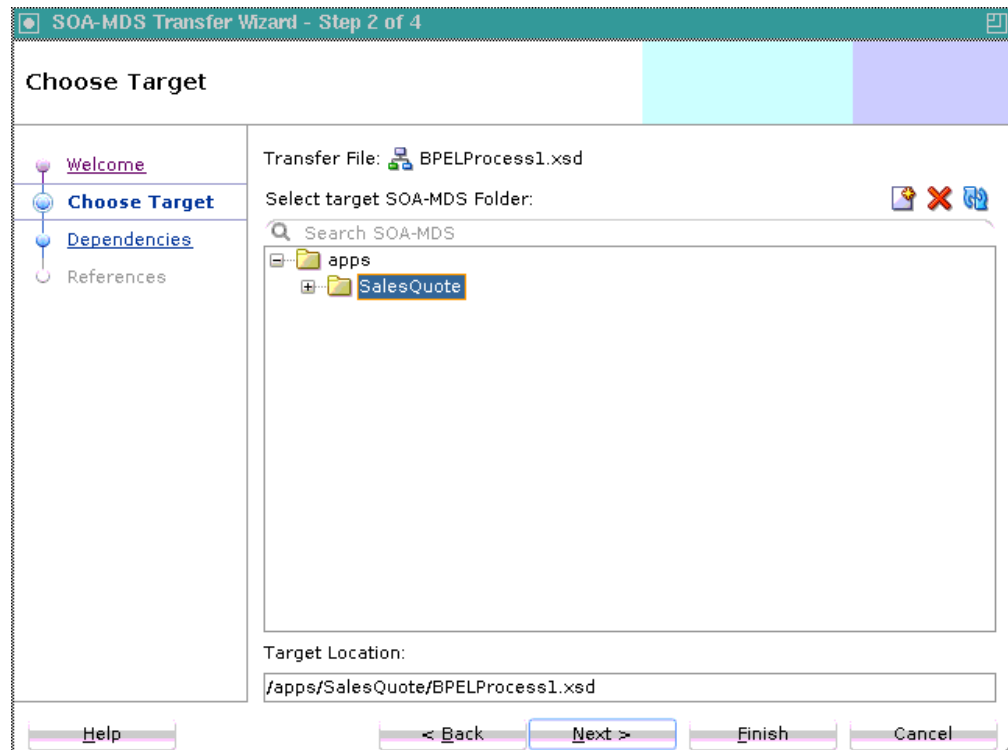 SOA-MDS Transfer Wizard - Step 2 of 4
Choose Target
Welcome
Choose Target
Dependencies
References
Transfer File: BPELProcess1.xsd
Select target SOA-MDS Folder:
Search SOA-MDS
apps
SalesQuote
Target Location:
/apps/SalesQuote/BPELProcess1.xsd
Help
< Back
Next >
Finish
Cancel